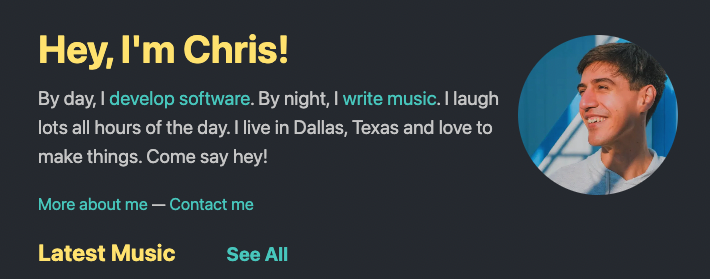 Hey, I'm Chris!
By day, I develop software. By night, I write music. I laugh
lots all hours of the day. I live in Dallas, Texas and love to
make things. Come say hey!
More about me — Contact me
Latest Music See All